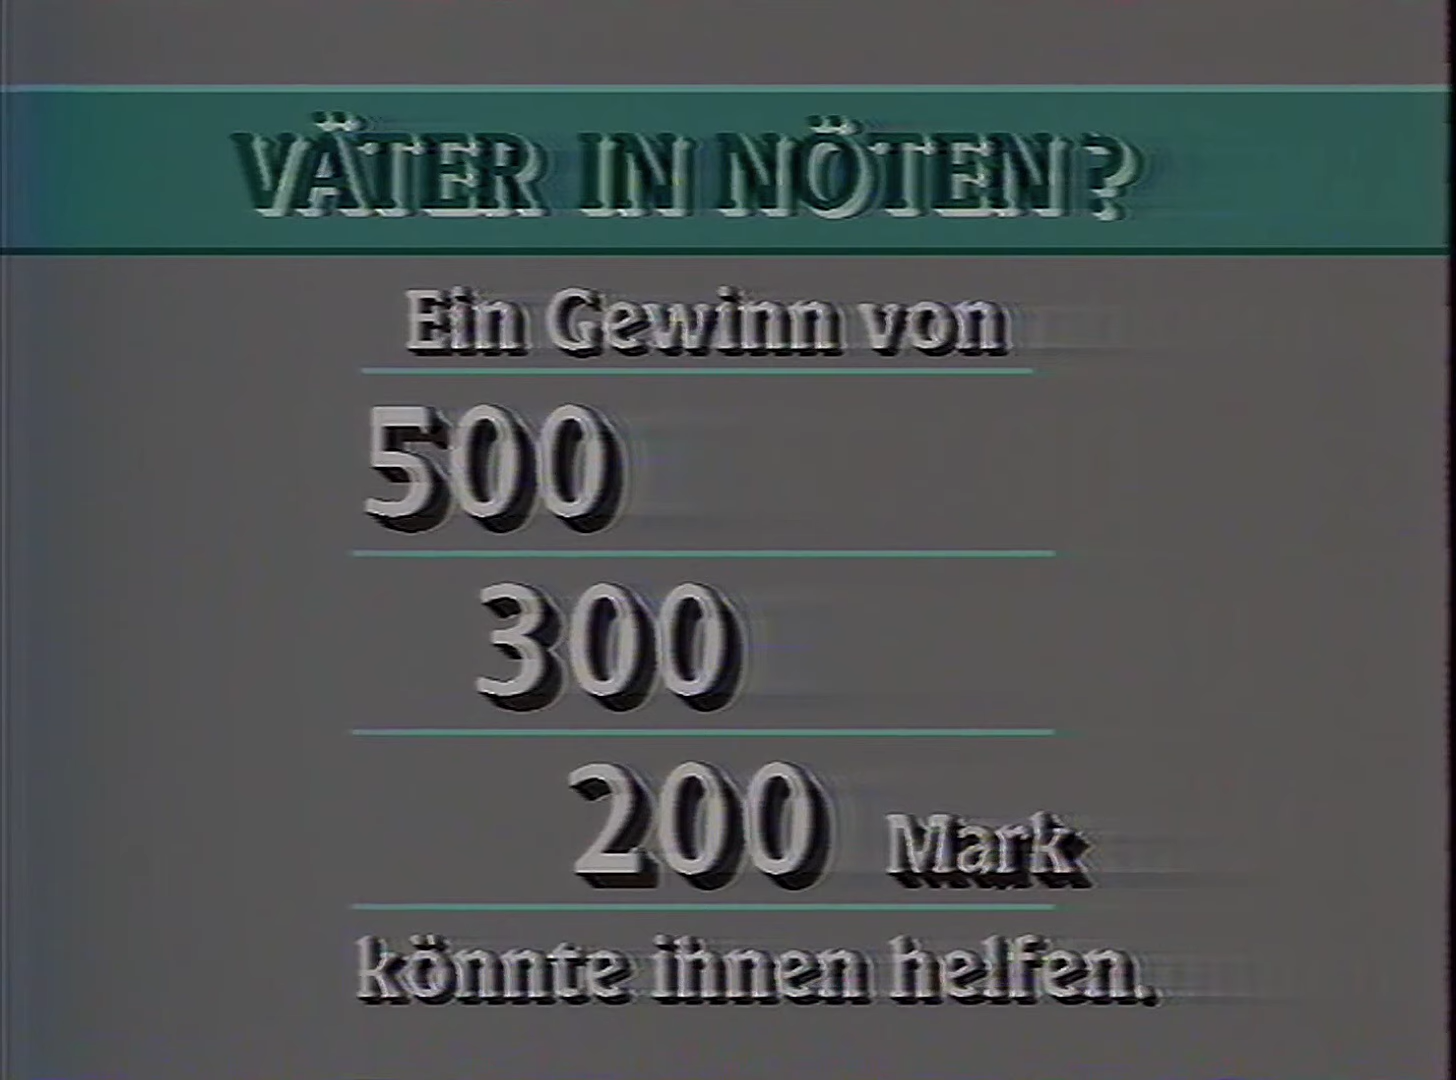 VÄTER IN NÖTEN?
Ein Gewinn von
500
300
200 Mark
könnte ihnen helfen.